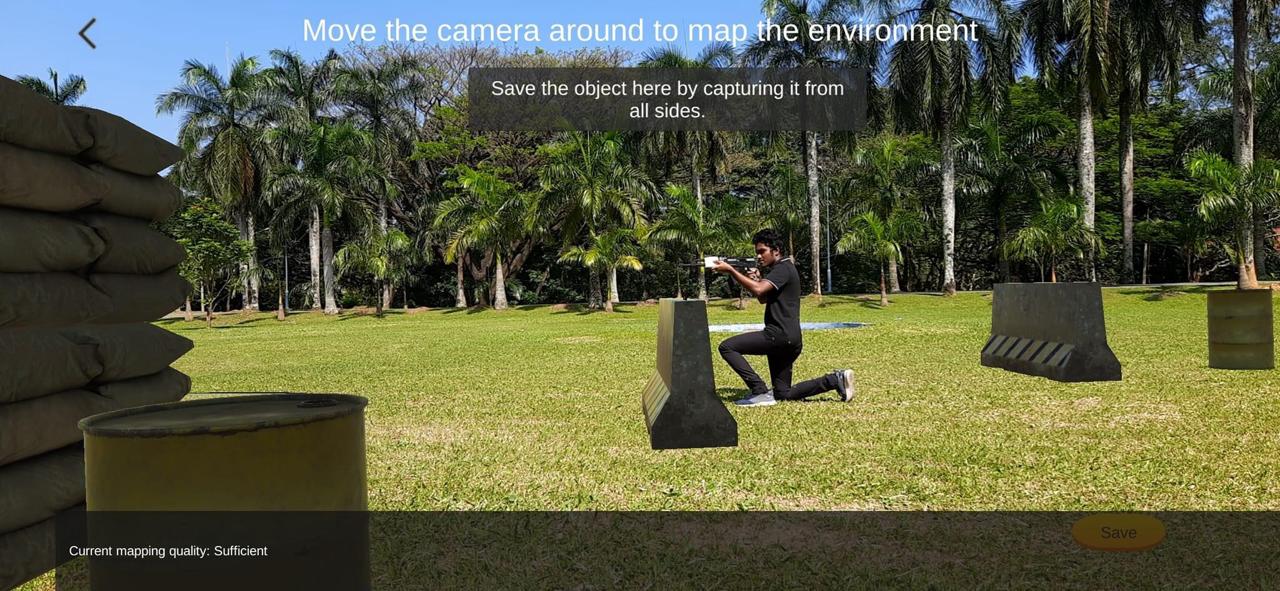 Move the camera around to map the environment
Save the object here by capturing it from
all sides.
Save
Current mapping quality: Sufficient